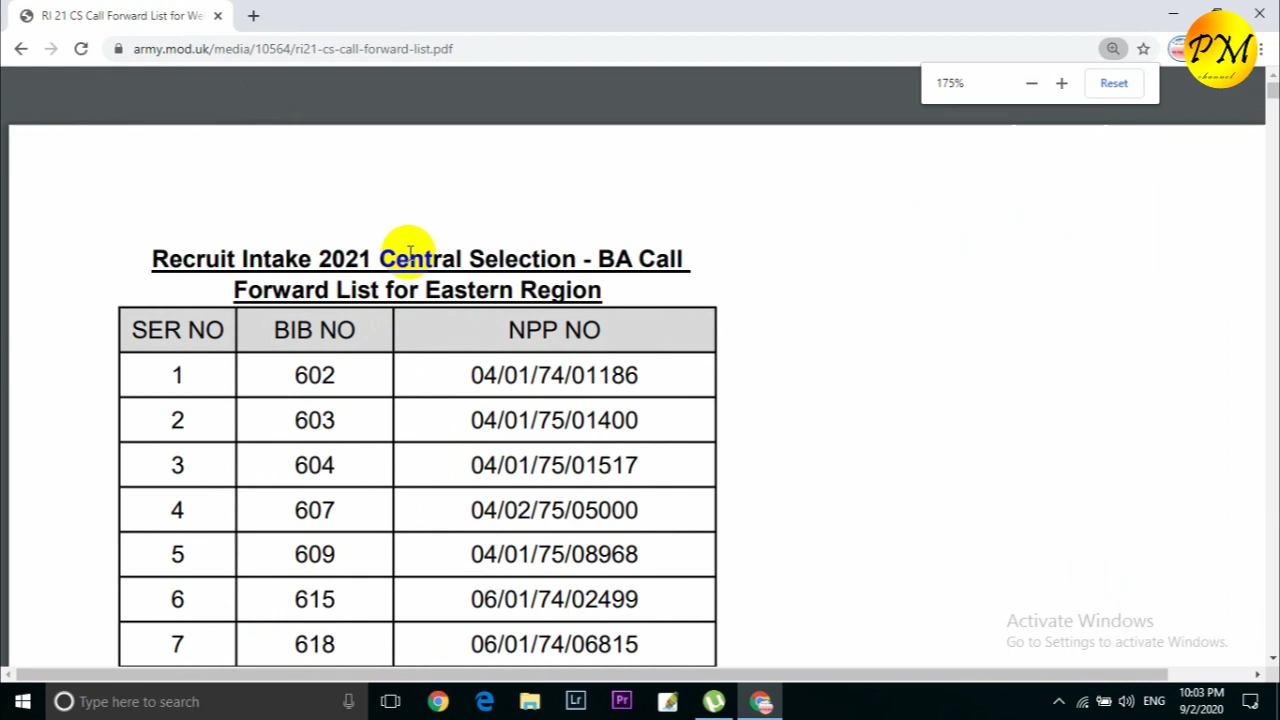 RI 21 CS Call Forward List for We
army.mod.uk/media/10564/ri21-cs-call-forward-list.pdf
PM
channel
175%
Reset
Recruit Intake 2021 Central Selection - BA Call
Forward List for Eastern Region
SER NO BIB NO NPP NO
1 602 04/01/74/01186
2 603 04/01/75/01400
3 604 04/01/75/01517
4 607 04/02/75/05000
5 609 04/01/75/08968
6 615 06/01/74/02499
7 618 06/01/74/06815
Activate Windows
Go to Settings to activate Windows.
Type here to search
Lr
Pr
ENG
10:03 PM
9/2/2020